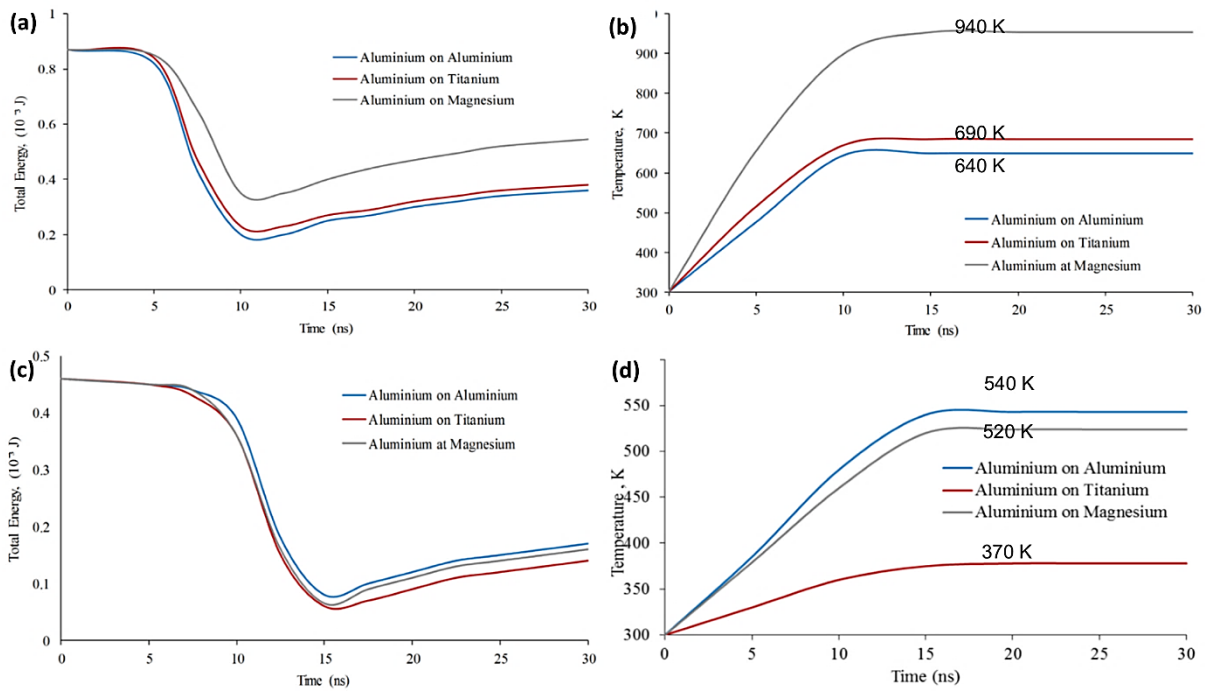 (a)
1
0.8
0.6
0.4
0.2
0
0 5 10 15 20 25 30
Total Energy, (10⁻³ J)
Time (ns)
Aluminium on Aluminium
Aluminium on Titanium
Aluminium on Magnesium
(b)
900
800
700
600
500
400
300
0 5 10 15 20 25 30
Temperature, K
Time (ns)
940 K
690 K
640 K
Aluminium on Aluminium
Aluminium on Titanium
Aluminium at Magnesium
(c)
0.5
0.4
0.3
0.2
0.1
0
0 5 10 15 20 25 30
Total Energy, (10⁻³ J)
Time (ns)
Aluminium on Aluminium
Aluminium on Titanium
Aluminium at Magnesium
(d)
550
500
450
400
350
300
0 5 10 15 20 25 30
Temperature , K
Time (ns)
540 K
520 K
Aluminium on Aluminium
Aluminium on Titanium
Aluminium on Magnesium
370 K